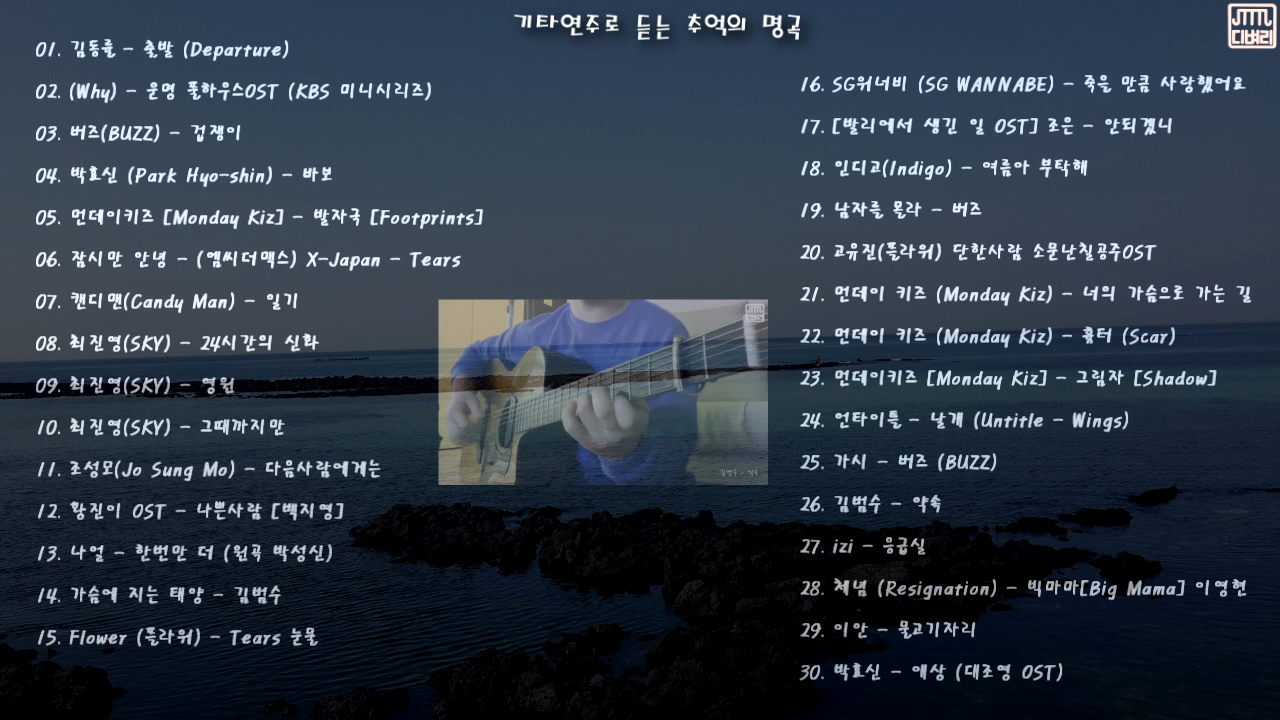 기타연주로 듣는 추억의 명곡
디벼리
01. 김동률 - 출발 (Departure)
02. (Why) - 운명 풀하우스OST (KBS 미니시리즈)
03. 버즈(BUZZ) - 겁쟁이
04. 박효신 (Park Hyo-shin) - 바보
05. 먼데이키즈 [Monday Kiz] - 발자국 [Footprints]
06. 잠시만 안녕 - (엠씨더맥스) X-Japan - Tears
07. 캔디맨(Candy Man) - 일기
08. 최진영(SKY) - 24시간의 신화
09. 최진영(SKY) - 영원
10. 최진영(SKY) - 그때까지만
11. 조성모(Jo Sung Mo) - 다음사람에게는
12. 황진이 OST - 나쁜사람 [백지영]
13. 나얼 - 한번만 더 (원곡 박성신)
14. 가슴에 지는 태양 - 김범수
15. Flower (플라워) - Tears 눈물
16. SG워너비 (SG WANNABE) - 죽을 만큼 사랑했어요
17. [발리에서 생긴 일 OST] 조은 - 안되겠니
18. 인디고(Indigo) - 여름아 부탁해
19. 남자를 몰라 - 버즈
20. 고유진(플라워) 단한사람 소문난칠공주OST
21. 먼데이 키즈 (Monday Kiz) - 너의 가슴으로 가는 길
22. 먼데이 키즈 (Monday Kiz) - 흉터 (Scar)
23. 먼데이키즈 [Monday Kiz] - 그림자 [Shadow]
24. 언타이틀 - 날개 (Untitle - Wings)
25. 가시 - 버즈 (BUZZ)
26. 김범수 - 약속
27. izi - 응급실
28. 체념 (Resignation) - 빅마마[Big Mama] 이영현
29. 이안 - 물고기자리
30. 박효신 - 애상 (대조영 OST)
김범수 - 약속